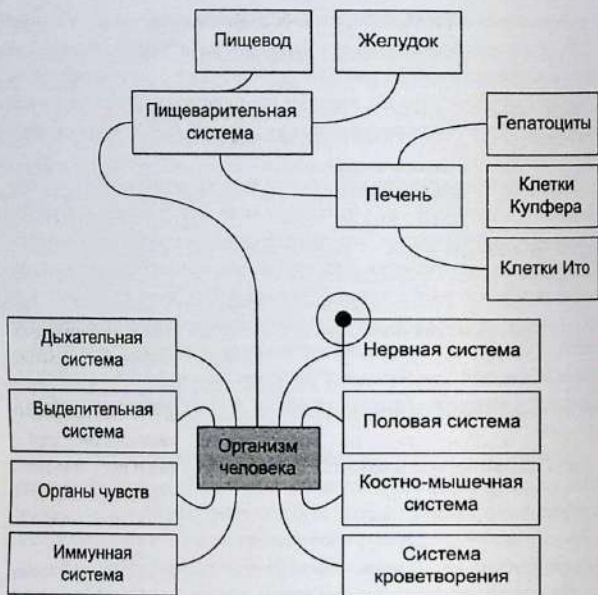 Пищевод
Желудок
Пищеварительная
система
Гепатоциты
Печень
Клетки
Купфера
Клетки Ито
Дыхательная
система
Нервная система
Выделительная
система
Половая система
Организм
человека
Органы чувств
Костно-мышечная
система
Иммунная
система
Система
кроветворения